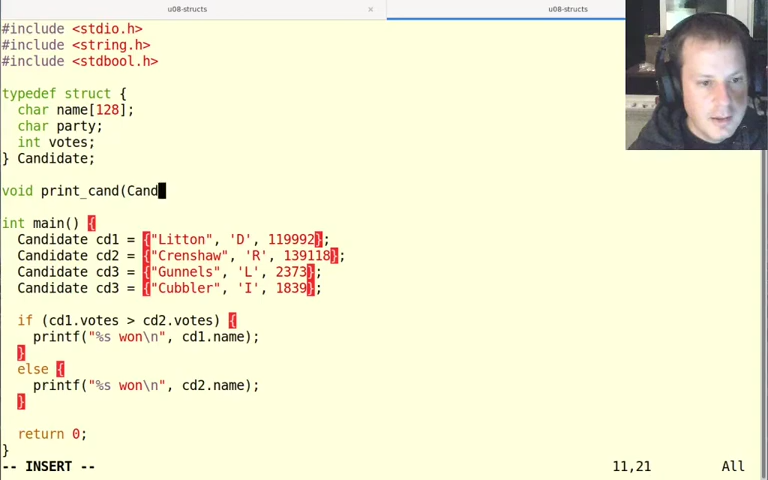 u08-structs × u08-structs
#include <stdio.h>
#include <string.h>
#include <stdbool.h>
typedef struct {
  char name[128];
  char party;
  int votes;
} Candidate;
void print_cand(Cand
int main() {
  Candidate cd1 = {"Litton", 'D', 119992};
  Candidate cd2 = {"Crenshaw", 'R', 139118};
  Candidate cd3 = {"Gunnels", 'L', 2373};
  Candidate cd3 = {"Cubbler", 'I', 1839};
  if (cd1.votes > cd2.votes) {
    printf("%s won\n", cd1.name);
  }
  else {
    printf("%s won\n", cd2.name);
  }
  return 0;
}
-- INSERT -- 11,21 All